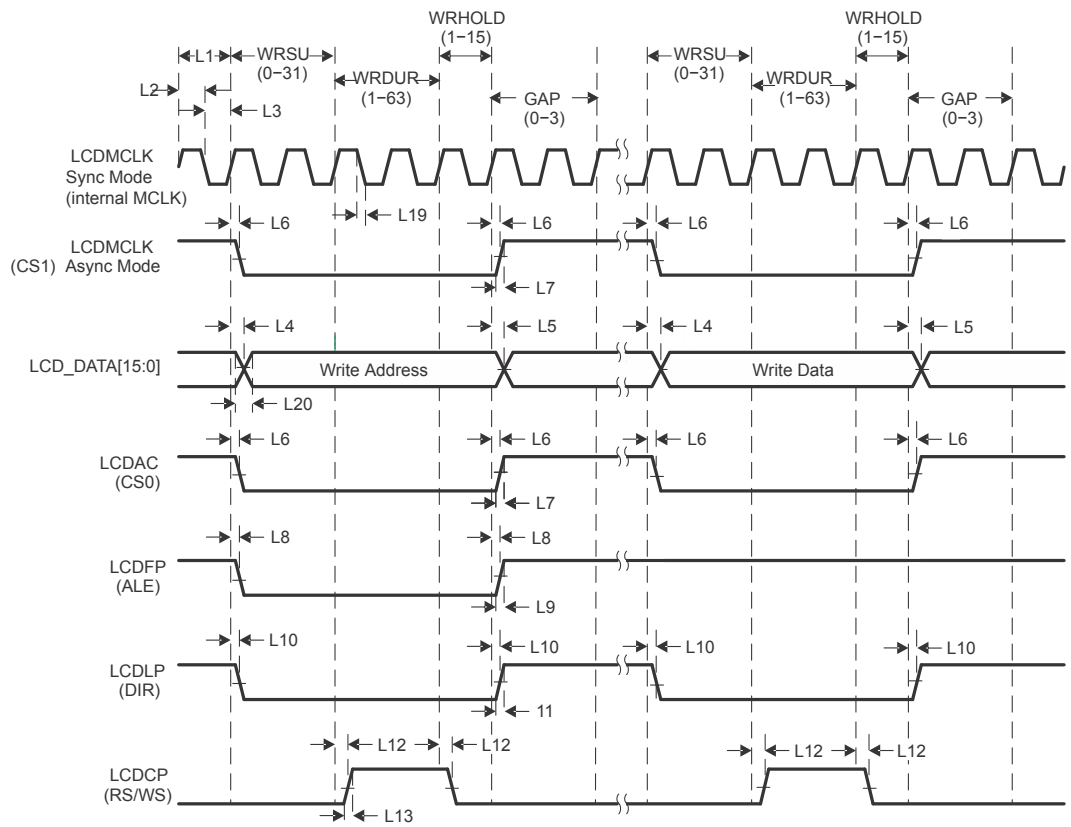 WRHOLD WRHOLD
(1−15) (1−15)
L1 WRSU WRSU
(0−31) (0−31)
L2 WRDUR WRDUR
(1−63) GAP (1−63) GAP
L3 (0−3) (0−3)
LCDMCLK
Sync Mode
(internal MCLK)
L19
L6 L6 L6 L6
LCDMCLK
(CS1) Async Mode
L7
L4 L5 L4 L5
LCD_DATA[15:0] Write Address Write Data
L20
L6 L6 L6 L6
LCDAC
(CS0)
L7
L8 L8
LCDFP
(ALE)
L9
L10 L10 L10 L10
LCDLP
(DIR)
11
L12 L12 L12 L12
LCDCP
(RS/WS)
L13